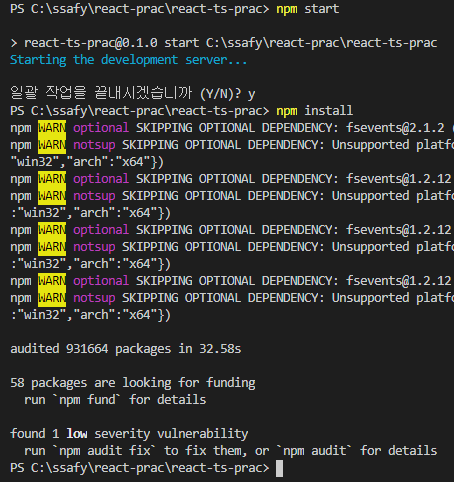 PS C:\ssafy\react-prac\react-ts-prac> npm start
> react-ts-prac@0.1.0 start C:\ssafy\react-prac\react-ts-prac
Starting the development server...
일괄 작업을 끝내시겠습니까 (Y/N)? y
PS C:\ssafy\react-prac\react-ts-prac> npm install
npm WARN optional SKIPPING OPTIONAL DEPENDENCY: fsevents@2.1.2 (
npm WARN notsup SKIPPING OPTIONAL DEPENDENCY: Unsupported platfo
"win32","arch":"x64"})
npm WARN optional SKIPPING OPTIONAL DEPENDENCY: fsevents@1.2.12
npm WARN notsup SKIPPING OPTIONAL DEPENDENCY: Unsupported platfo
:"win32","arch":"x64"})
npm WARN optional SKIPPING OPTIONAL DEPENDENCY: fsevents@1.2.12
npm WARN notsup SKIPPING OPTIONAL DEPENDENCY: Unsupported platfo
:"win32","arch":"x64"})
npm WARN optional SKIPPING OPTIONAL DEPENDENCY: fsevents@1.2.12
npm WARN notsup SKIPPING OPTIONAL DEPENDENCY: Unsupported platfo
:"win32","arch":"x64"})
audited 931664 packages in 32.58s
58 packages are looking for funding
run `npm fund` for details
found 1 low severity vulnerability
run `npm audit fix` to fix them, or `npm audit` for details
PS C:\ssafy\react-prac\react-ts-prac>